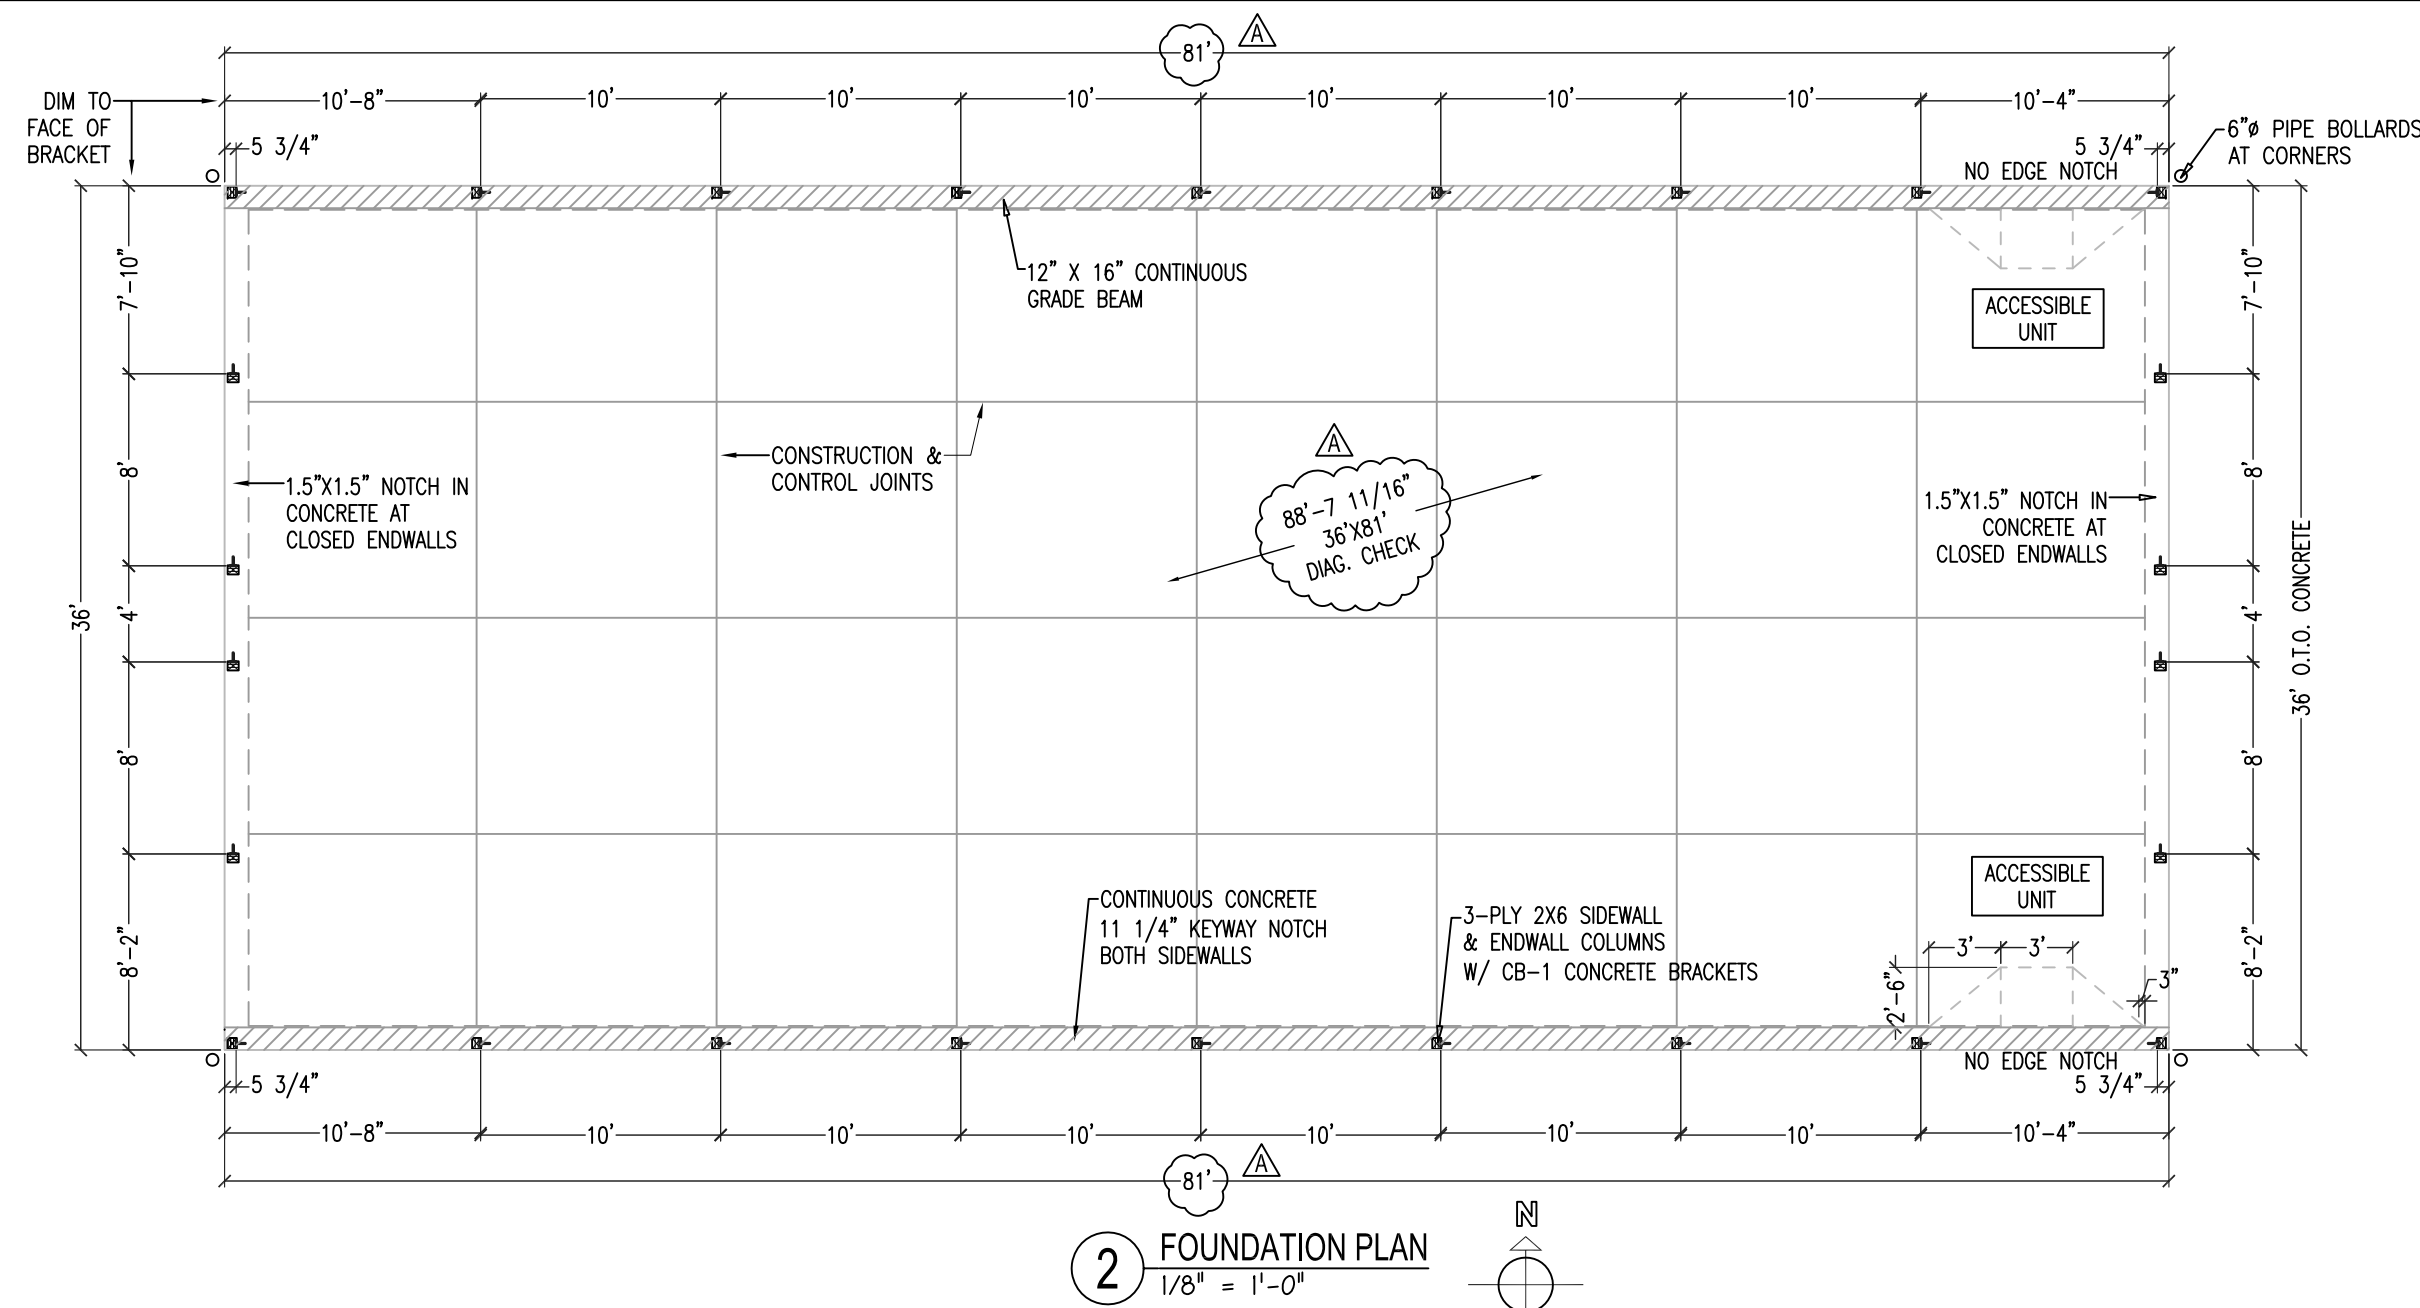 81'
A
DIM TO
FACE OF
BRACKET
10'-8"
10'
10'
10'
10'
10'
10'
10'-4"
5 3/4"
5 3/4"
NO EDGE NOTCH
6"ø PIPE BOLLARDS
AT CORNERS
12" X 16" CONTINUOUS
GRADE BEAM
ACCESSIBLE
UNIT
7'-10"
8'
4'
8'
8'-2"
36'
1.5"X1.5" NOTCH IN
CONCRETE AT
CLOSED ENDWALLS
CONSTRUCTION &
CONTROL JOINTS
A
88'-7 11/16"
36'X81'
DIAG. CHECK
1.5"X1.5" NOTCH IN
CONCRETE AT
CLOSED ENDWALLS
7'-10"
8'
4'
8'
8'-2"
36' O.T.O. CONCRETE
CONTINUOUS CONCRETE
11 1/4" KEYWAY NOTCH
BOTH SIDEWALLS
3-PLY 2X6 SIDEWALL
& ENDWALL COLUMNS
W/ CB-1 CONCRETE BRACKETS
ACCESSIBLE
UNIT
3'
3'
2'-6"
3"
NO EDGE NOTCH
5 3/4"
5 3/4"
10'-8"
10'
10'
10'
10'
10'
10'
10'-4"
81'
A
2
FOUNDATION PLAN
1/8" = 1'-0"
N